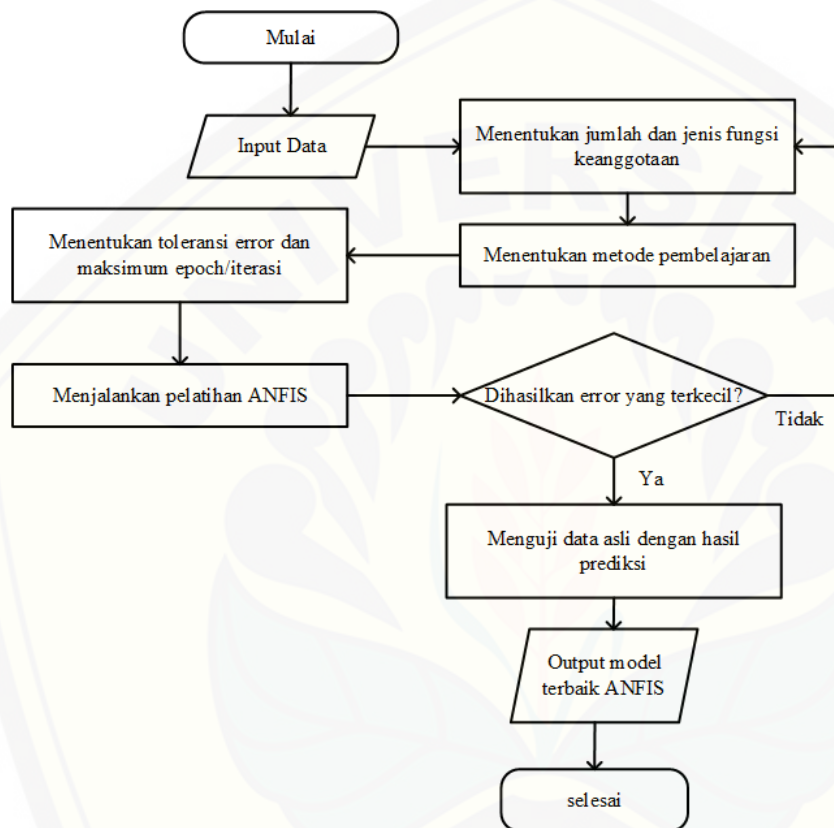 Mulai
Input Data
Menentukan jumlah dan jenis fungsi
keanggotaan
Menentukan metode pembelajaran
Menentukan toleransi error dan
maksimum epoch/iterasi
Menjalankan pelatihan ANFIS
Dihasilkan error yang terkecil?
Tidak
Ya
Menguji data asli dengan hasil
prediksi
Output model
terbaik ANFIS
selesai
UNIVERSITA